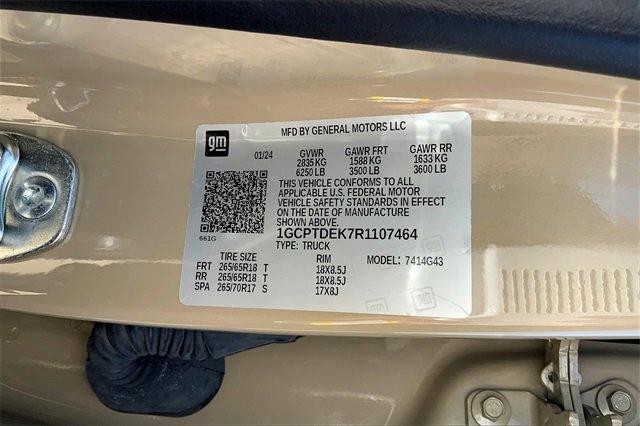 gm
MFD BY GENERAL MOTORS LLC
01/24 GVWR GAWR FRT GAWR RR
2835 KG 1588 KG 1633 KG
6250 LB 3500 LB 3600 LB
THIS VEHICLE CONFORMS TO ALL
APPLICABLE U.S. FEDERAL MOTOR
VEHICLE SAFETY STANDARDS IN EFFECT
ON THE DATE OF MANUFACTURE
SHOWN ABOVE.
661G
1GCPTDEK7R1107464
TYPE: TRUCK
TIRE SIZE RIM MODEL: 7414G43
FRT 265/65R18 T 18X8.5J
RR 265/65R18 T 18X8.5J
SPA 265/70R17 S 17X8J